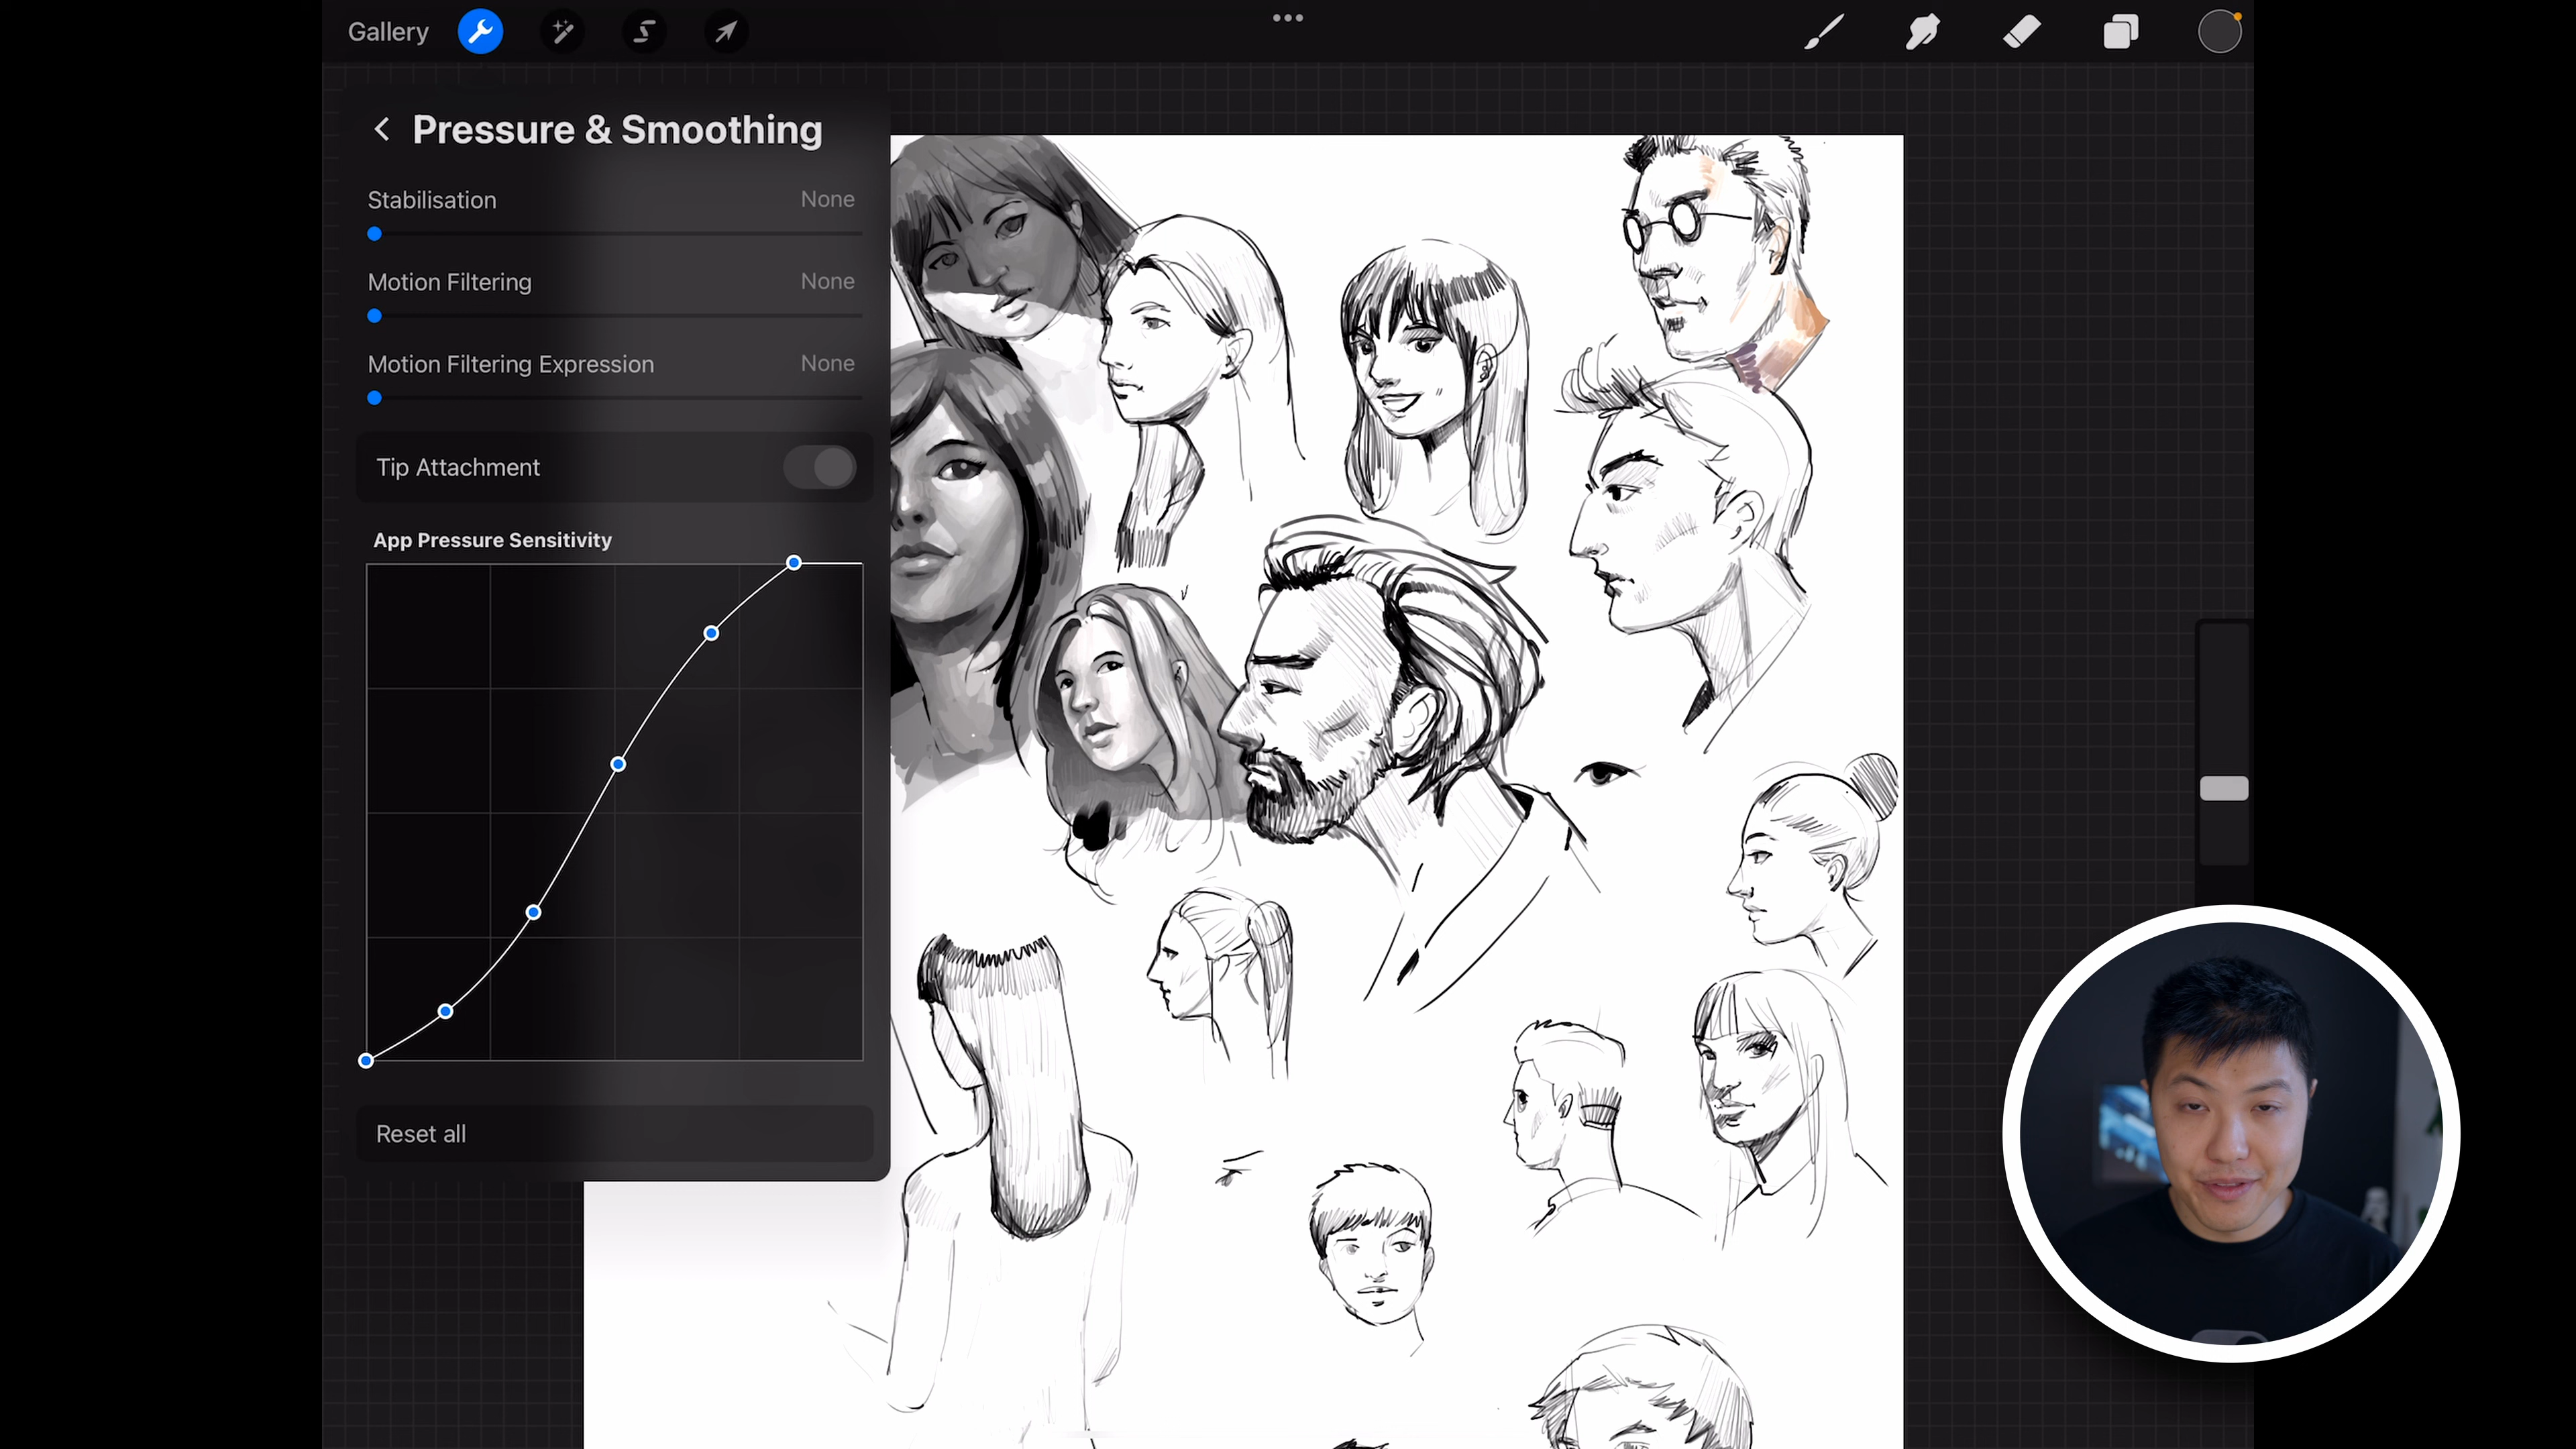 Gallery
Pressure & Smoothing
Stabilisation None
Motion Filtering None
Motion Filtering Expression None
Tip Attachment
App Pressure Sensitivity
Reset all